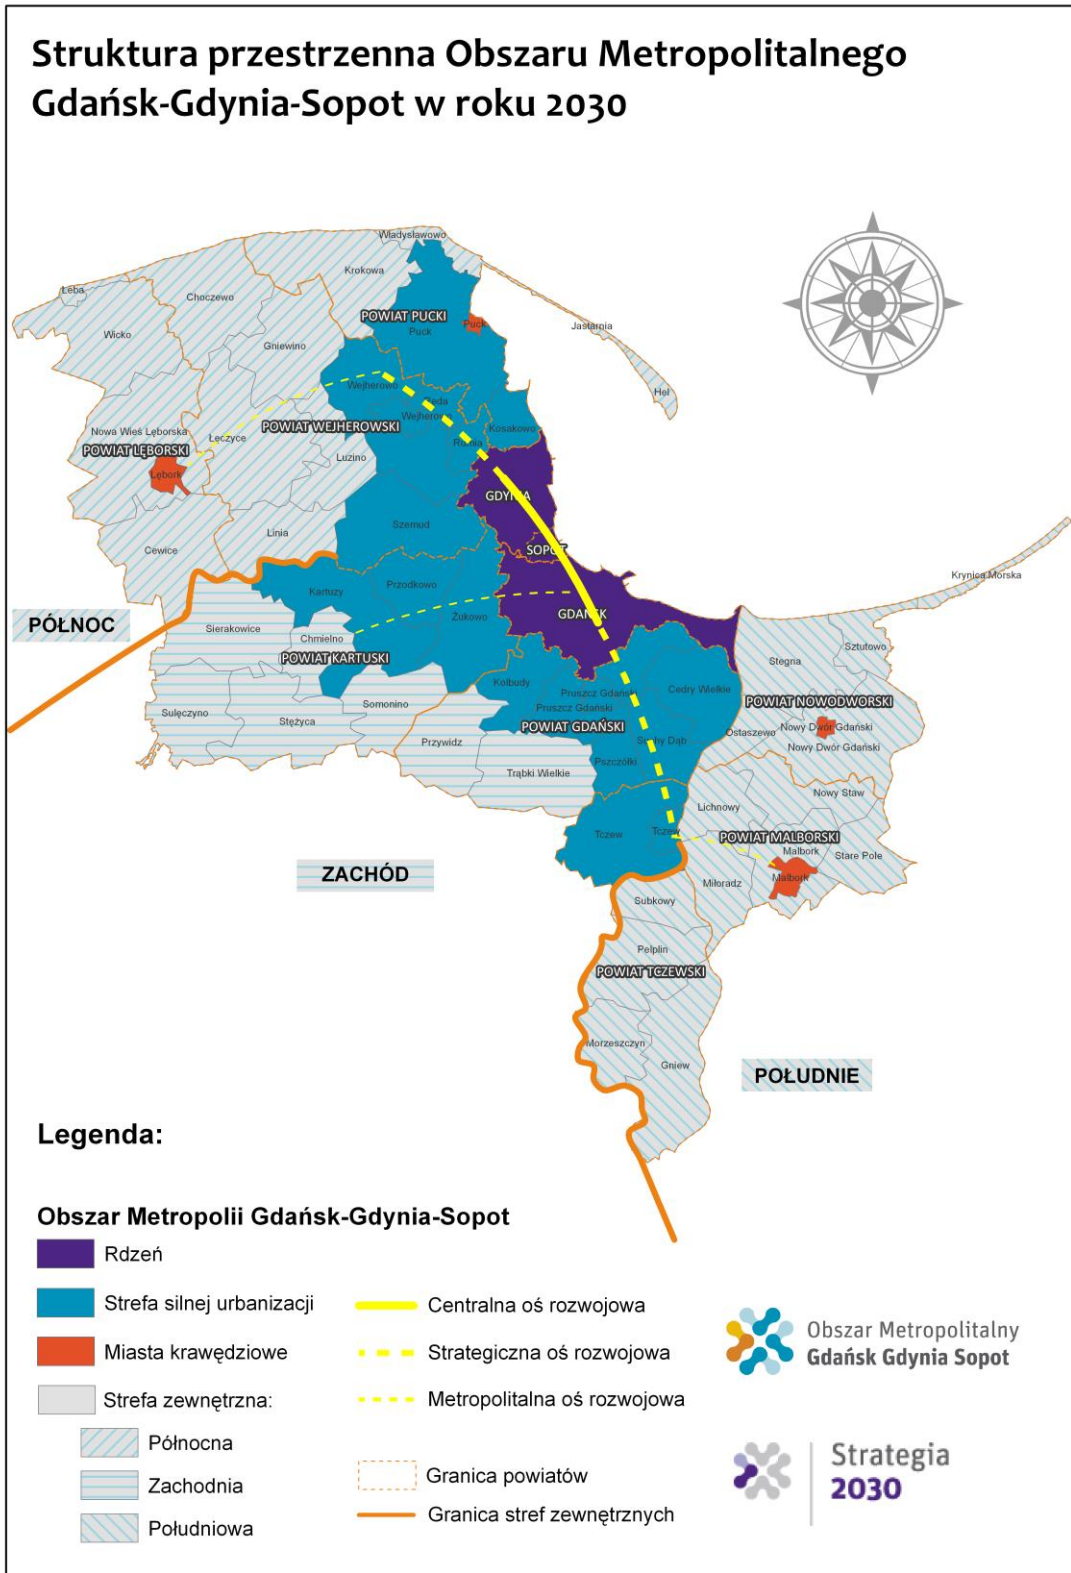 Struktura przestrzenna Obszaru Metropolitalnego
Gdańsk-Gdynia-Sopot w roku 2030
Władysławowo
Krokowa
Łeba
Choczewo
Wicko
Gniewino
POWIAT PUCKI
Puck
Puck
Jastarnia
Hel
Wejherowo
Reda
Wejherowo
Rumia
Kosakowo
Nowa Wieś Lęborska
POWIAT LĘBORSKI
Łęczyce
POWIAT WEJHEROWSKI
Luzino
Lębork
GDYNIA
Szemud
Linia
SOPOT
Cewice
Krynica Morska
Kartuzy
Przodkowo
Żukowo
GDAŃSK
PÓŁNOC
Sierakowice
Chmielno
POWIAT KARTUSKI
Sztutowo
Stegna
Kolbudy
Pruszcz Gdański
Cedry Wielkie
POWIAT NOWODWORSKI
Somonino
Pruszcz Gdański
Sulęczyno
Stężyca
POWIAT GDAŃSKI
Ostaszewo
Nowy Dwór Gdański
Przywidz
Suchy Dąb
Nowy Dwór Gdański
Pszczółki
Trąbki Wielkie
Nowy Staw
Lichnowy
Tczew
Tczew
POWIAT MALBORSKI
Malbork
Stare Pole
ZACHÓD
Miłoradz
Malbork
Subkowy
Pelplin
POWIAT TCZEWSKI
Morzeszczyn
Gniew
POŁUDNIE
Legenda:
Obszar Metropolii Gdańsk-Gdynia-Sopot
Rdzeń
Strefa silnej urbanizacji
Miasta krawędziowe
Strefa zewnętrzna:
Północna
Zachodnia
Południowa
Centralna oś rozwojowa
Strategiczna oś rozwojowa
Metropolitalna oś rozwojowa
Granica powiatów
Granica stref zewnętrznych
Obszar Metropolitalny
Gdańsk Gdynia Sopot
Strategia
2030